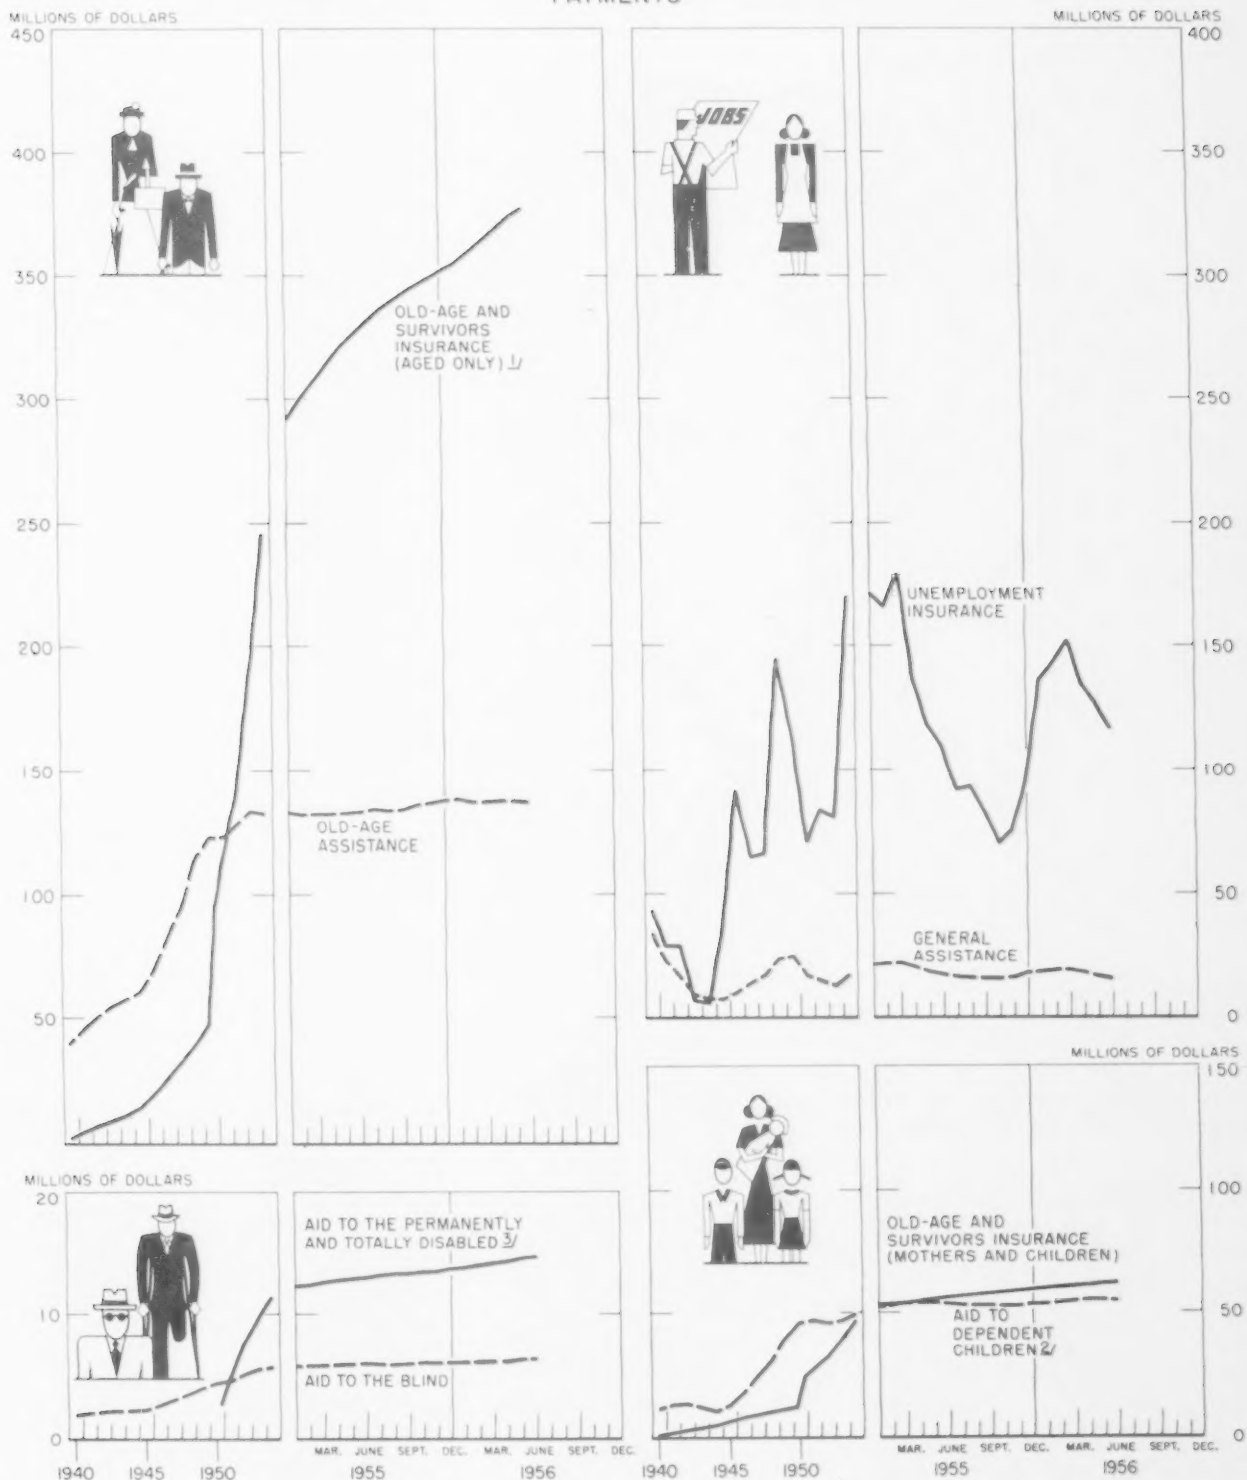 MILLIONS OF DOLLARS
450
400
350
300
250
200
150
100
50
OLD-AGE AND
SURVIVORS
INSURANCE
(AGED ONLY) 1/
OLD-AGE
ASSISTANCE
MILLIONS OF DOLLARS
400
350
300
250
200
150
100
50
0
JOBS
UNEMPLOYMENT
INSURANCE
GENERAL
ASSISTANCE
MILLIONS OF DOLLARS
20
10
0
AID TO THE PERMANENTLY
AND TOTALLY DISABLED 3/
AID TO THE BLIND
MAR. JUNE SEPT. DEC. MAR. JUNE SEPT. DEC.
1940 1945 1950 1955 1956
MILLIONS OF DOLLARS
150
100
50
0
OLD-AGE AND
SURVIVORS INSURANCE
(MOTHERS AND CHILDREN)
AID TO
DEPENDENT
CHILDREN 2/
MAR. JUNE SEPT. DEC. MAR. JUNE SEPT. DEC.
1940 1945 1950 1955 1956